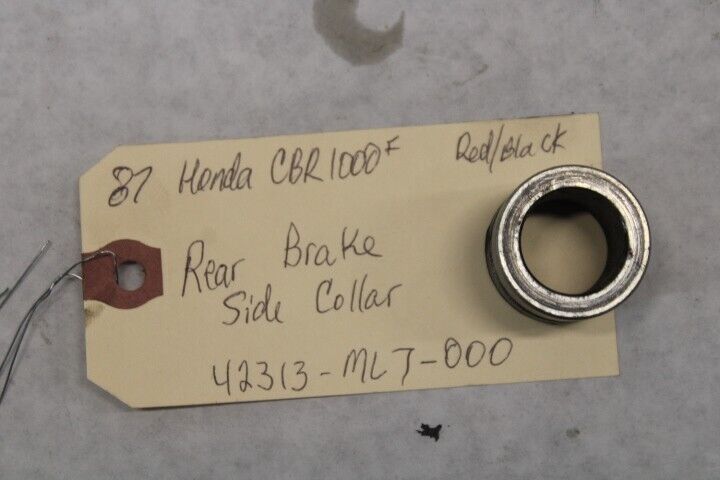 87 Honda CBR1000F Red/Black
Rear Brake
Side Collar
42313-ML7-000